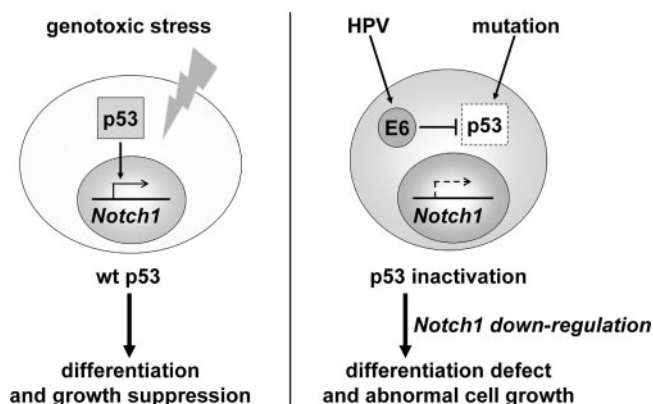 genotoxic stress
p53
Notch1
wt p53
differentiation
and growth suppression
HPV
mutation
E6
p53
Notch1
p53 inactivation
Notch1 down-regulation
differentiation defect
and abnormal cell growth